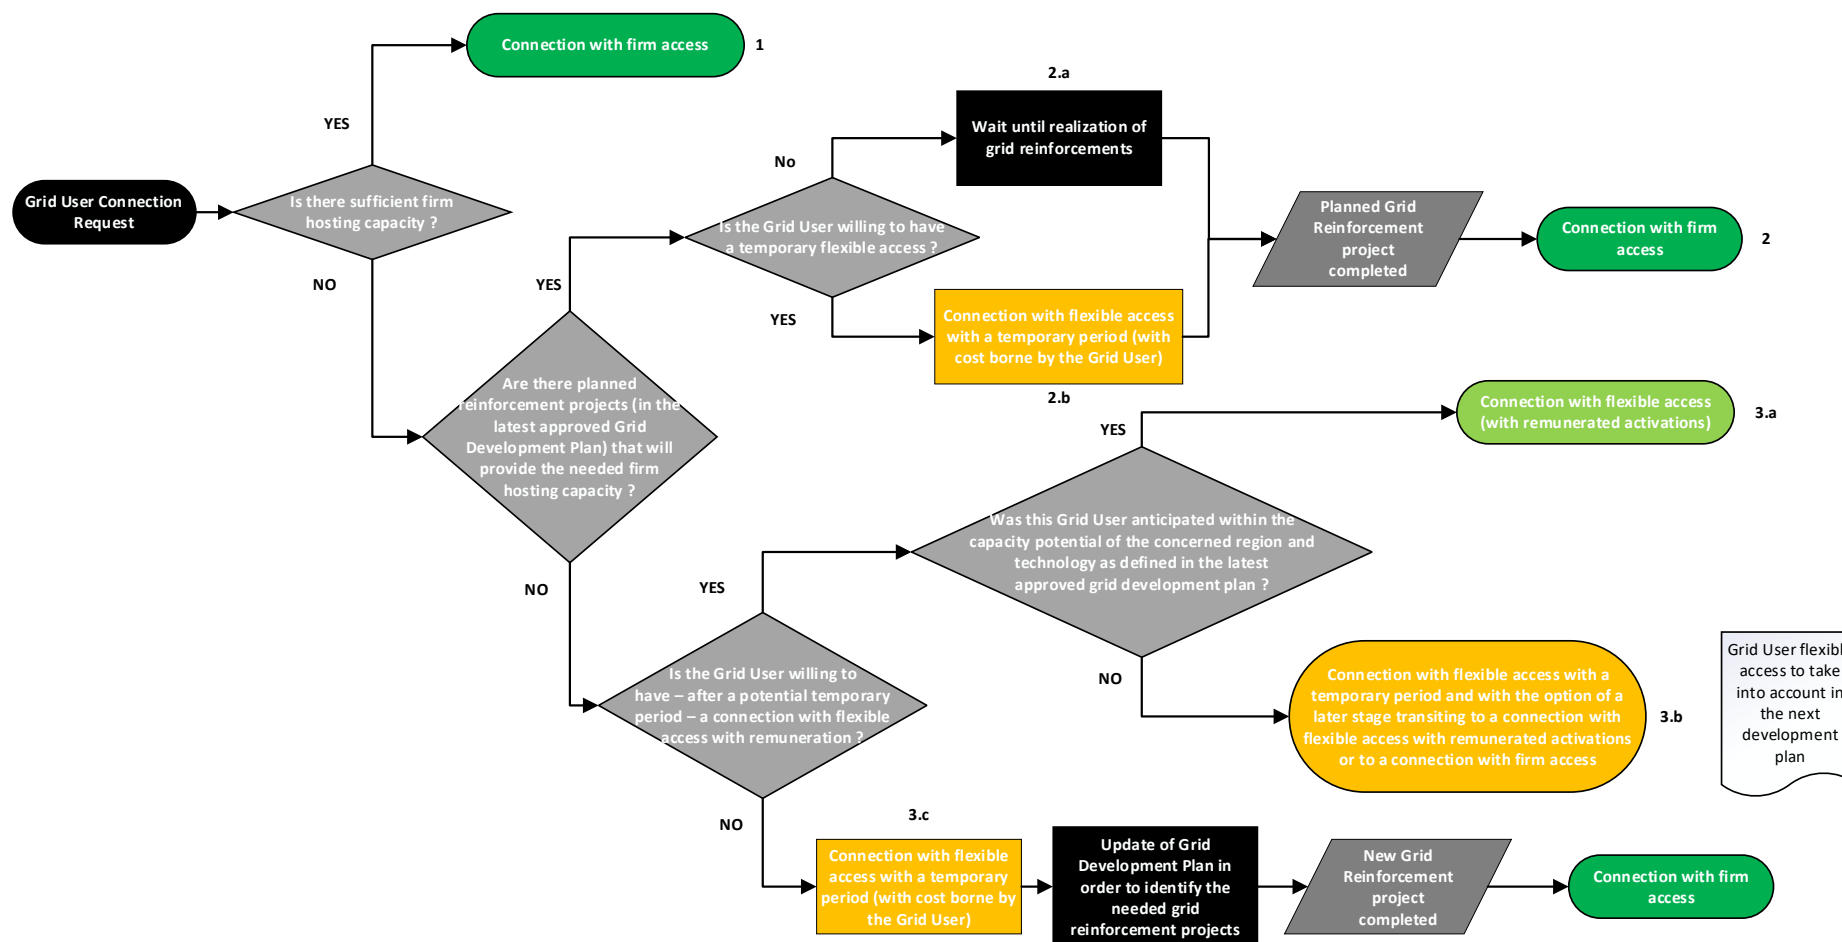 Connection with firm access
1
YES
Grid User Connection
Request
Is there sufficient firm
hosting capacity ?
NO
2.a
Wait until realization of
grid reinforcements
No
Is the Grid User willing to have
a temporary flexible access ?
YES
YES
Connection with flexible access
with a temporary period (with
cost borne by the Grid User)
2.b
Planned Grid
Reinforcement
project
completed
Connection with firm
access
2
Are there planned
reinforcement projects (in the
latest approved Grid
Development Plan) that will
provide the needed firm
hosting capacity ?
NO
YES
Connection with flexible access
(with remunerated activations)
3.a
Was this Grid User anticipated within the
capacity potential of the concerned region and
technology as defined in the latest
approved grid development plan ?
YES
NO
Is the Grid User willing to
have – after a potential temporary
period – a connection with flexible
access with remuneration ?
Connection with flexible access with a
temporary period and with the option of a
later stage transiting to a connection with
flexible access with remunerated activations
or to a connection with firm access
3.b
Grid User flexibl
access to take
into account in
the next
development
plan
NO
3.c
Connection with flexible
access with a temporary
period (with cost borne by
the Grid User)
Update of Grid
Development Plan in
order to identify the
needed grid
reinforcement projects
New Grid
Reinforcement
project
completed
Connection with firm
access